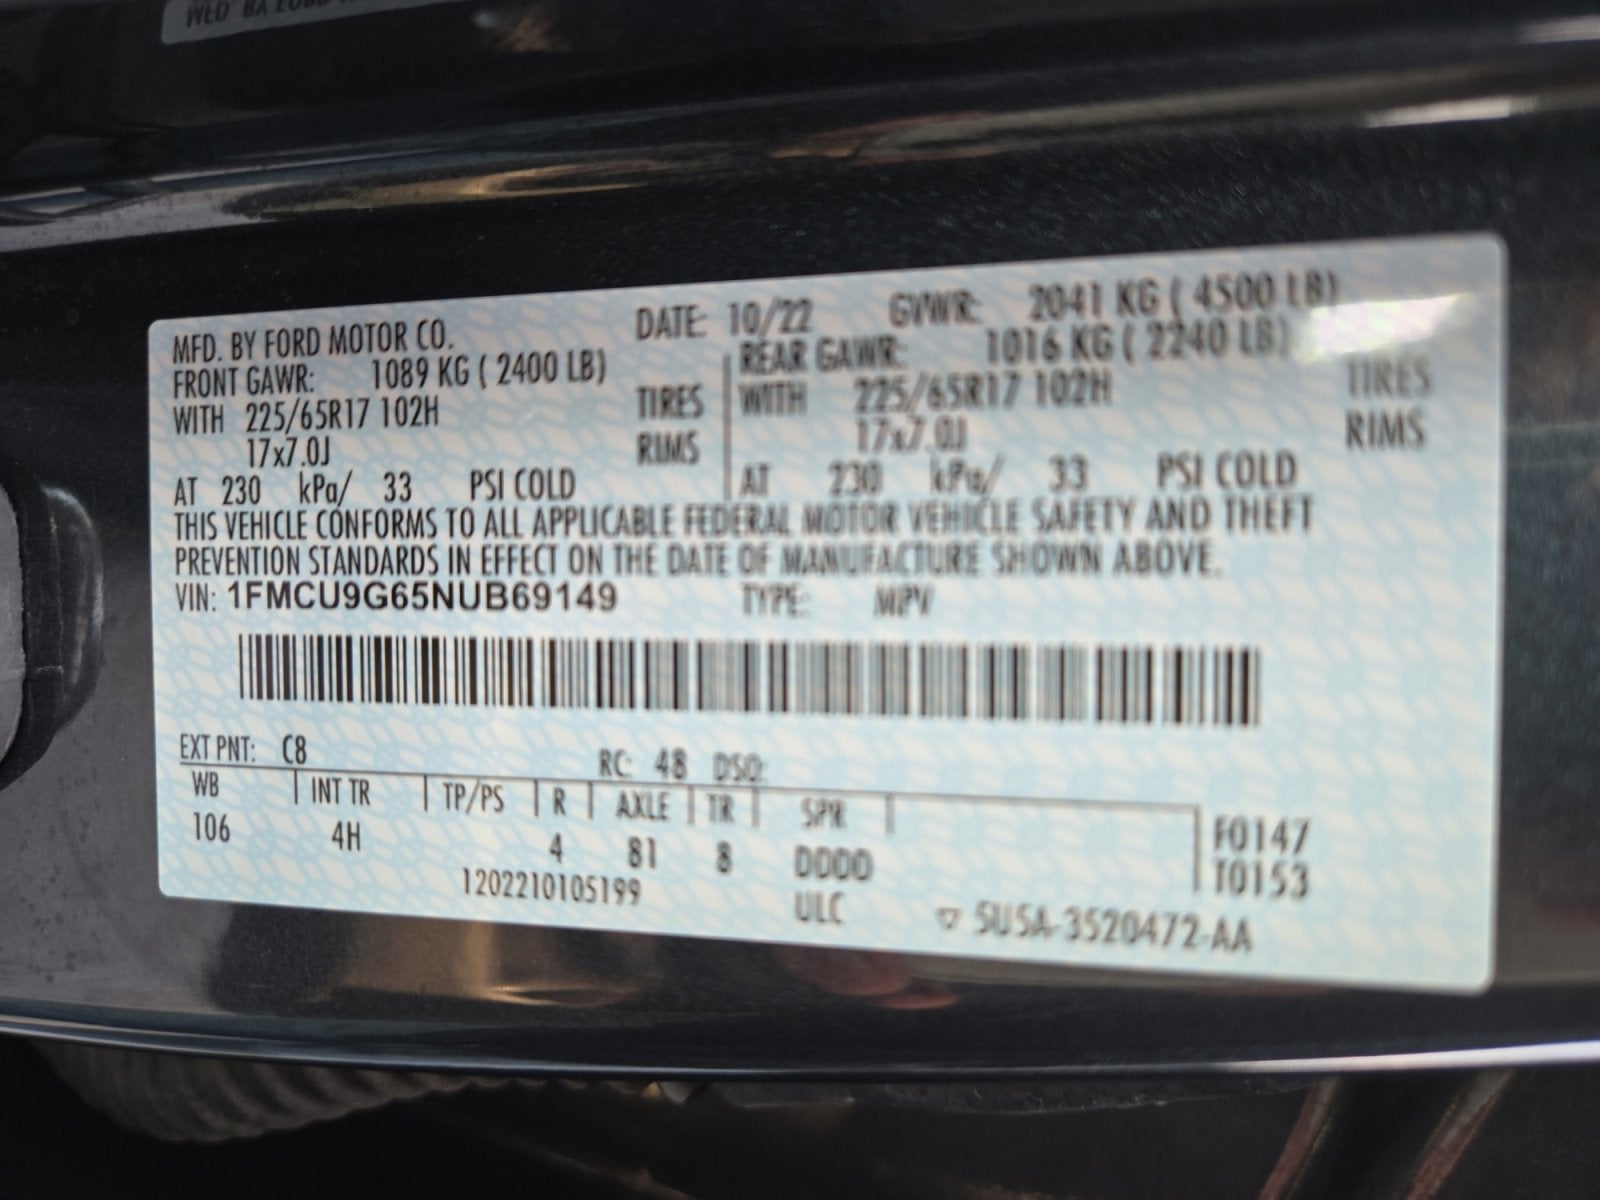 MFD. BY FORD MOTOR CO. DATE: 10/22 GVWR: 2041 KG ( 4500 LB)
FRONT GAWR: 1089 KG ( 2400 LB) REAR GAWR: 1016 KG ( 2240 LB)
WITH 225/65R17 102H TIRES WITH 225/65R17 102H TIRES
17x7.0J RIMS 17x7.0J RIMS
AT 230 kPa/ 33 PSI COLD AT 230 kPa/ 33 PSI COLD
THIS VEHICLE CONFORMS TO ALL APPLICABLE FEDERAL MOTOR VEHICLE SAFETY AND THEFT
PREVENTION STANDARDS IN EFFECT ON THE DATE OF MANUFACTURE SHOWN ABOVE.
VIN: 1FMCU9G65NUB69149 TYPE: MPV
EXT PNT: C8 RC: 48 DSO:
WB INT TR TP/PS R AXLE TR SPR
106 4H 4 81 8 DDDD
F0147
T0153
1202210105199 ULC ▽ 5U5A-3520472-AA